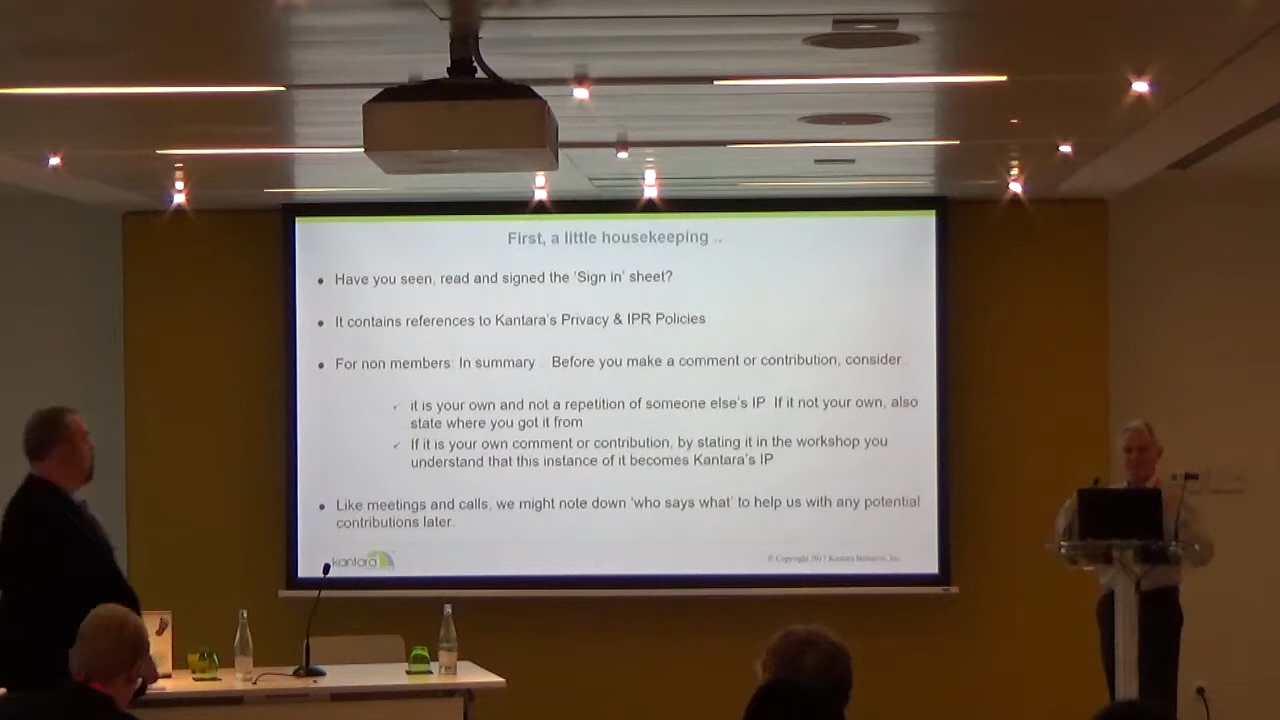 First, a little housekeeping ..
Have you seen, read and signed the 'Sign in' sheet?
It contains references to Kantara's Privacy & IPR Policies
For non members: In summary . Before you make a comment or contribution, consider
it is your own and not a repetition of someone else's IP. If it not your own, also
state where you got it from
If it is your own comment or contribution, by stating it in the workshop you
understand that this instance of it becomes Kantara's IP
Like meetings and calls, we might note down 'who says what' to help us with any potential
contributions later.
kantara
© Copyright 2017 Kantara Initiative, Inc.